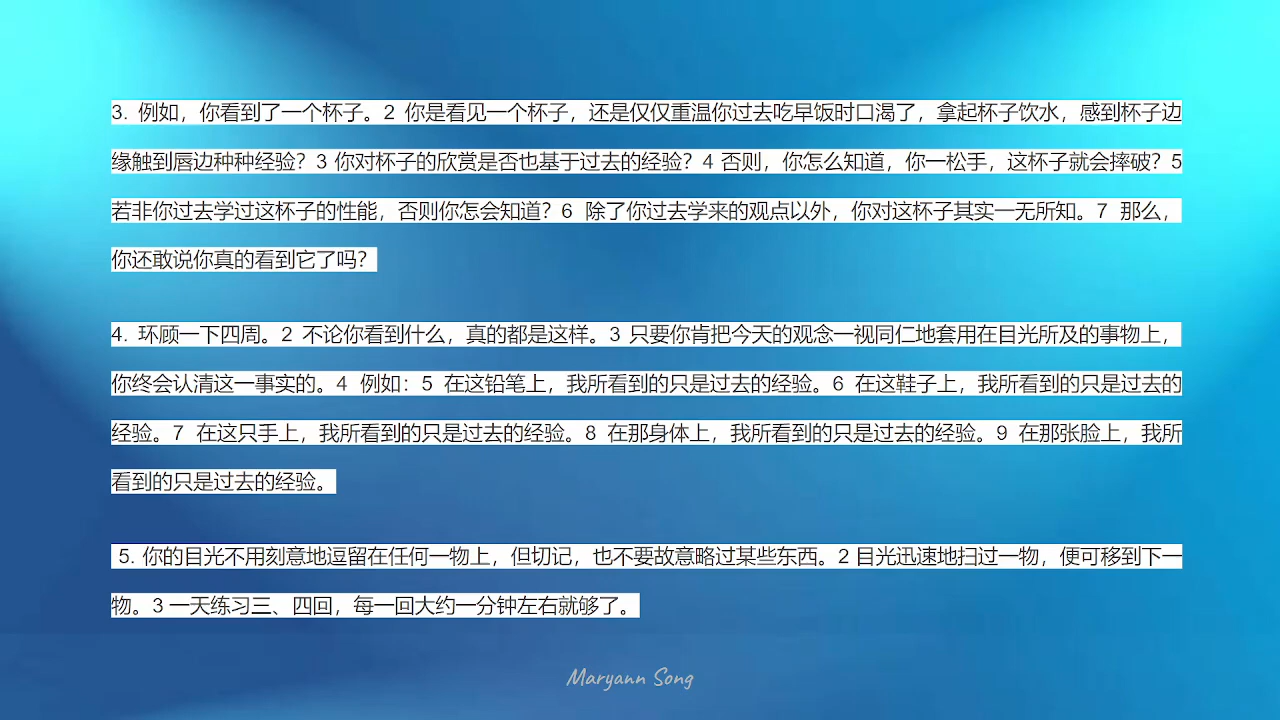 3. 例如，你看到了一个杯子。2 你是看见一个杯子，还是仅仅重温你过去吃早饭时口渴了，拿起杯子饮水，感到杯子边
缘触到唇边种种经验？3 你对杯子的欣赏是否也基于过去的经验？4 否则，你怎么知道，你一松手，这杯子就会摔破？5
若非你过去学过这杯子的性能，否则你怎会知道？6 除了你过去学来的观点以外，你对这杯子其实一无所知。7 那么，
你还敢说你真的看到它了吗？
4. 环顾一下四周。2 不论你看到什么，真的都是这样。3 只要你肯把今天的观念一视同仁地套用在目光所及的事物上，
你终会认清这一事实的。4 例如：5 在这铅笔上，我所看到的只是过去的经验。6 在这鞋子上，我所看到的只是过去的
经验。7 在这只手上，我所看到的只是过去的经验。8 在那身体上，我所看到的只是过去的经验。9 在那张脸上，我所
看到的只是过去的经验。
5. 你的目光不用刻意地逗留在任何一物上，但切记，也不要故意略过某些东西。2 目光迅速地扫过一物，便可移到下一
物。3 一天练习三、四回，每一回大约一分钟左右就够了。
Maryann Song